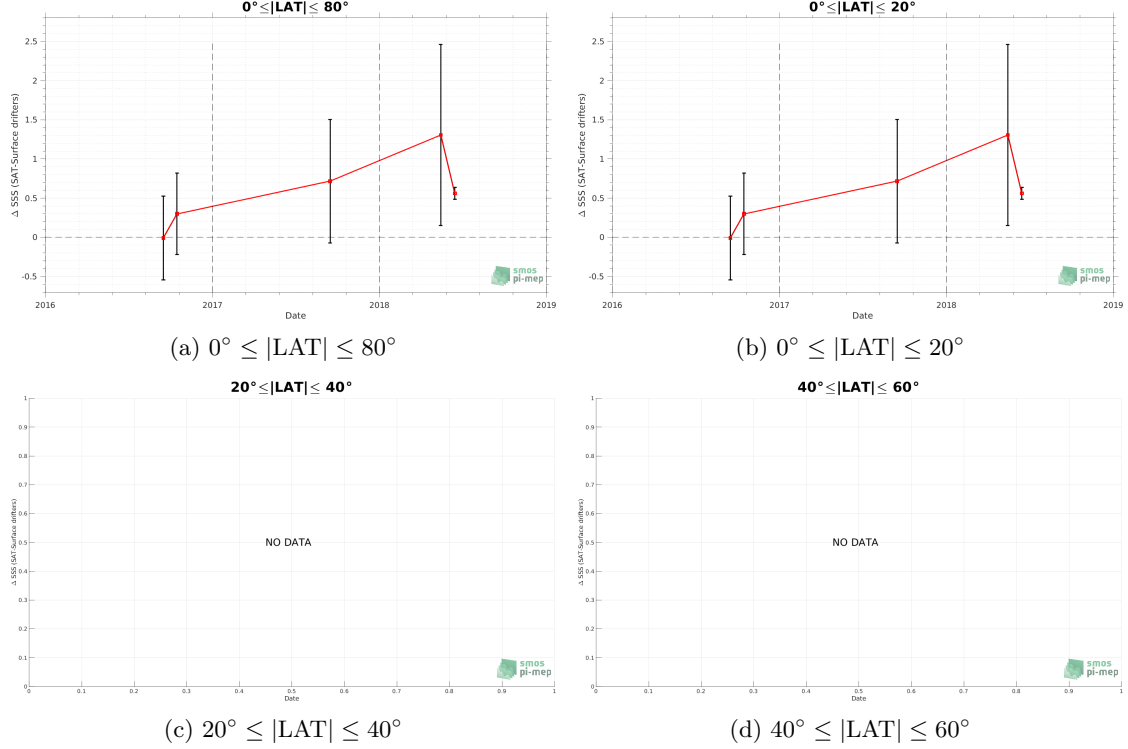 0°≤|LAT|≤ 80°
Δ SSS (SAT-Surface drifters)
2.5
2
1.5
1
0.5
0
-0.5
2016
2017
2018
2019
Date
smos
pi-mep
(a) 0° ≤ |LAT| ≤ 80°
0°≤|LAT|≤ 20°
Δ SSS (SAT-Surface drifters)
2.5
2
1.5
1
0.5
0
-0.5
2016
2017
2018
2019
Date
smos
pi-mep
(b) 0° ≤ |LAT| ≤ 20°
20°≤|LAT|≤ 40°
Δ SSS (SAT-Surface drifters)
1
0.9
0.8
0.7
0.6
0.5
0.4
0.3
0.2
0.1
0
NO DATA
0
0.1
0.2
0.3
0.4
0.5
0.6
0.7
0.8
0.9
1
Date
smos
pi-mep
(c) 20° ≤ |LAT| ≤ 40°
40°≤|LAT|≤ 60°
Δ SSS (SAT-Surface drifters)
1
0.9
0.8
0.7
0.6
0.5
0.4
0.3
0.2
0.1
0
NO DATA
0
0.1
0.2
0.3
0.4
0.5
0.6
0.7
0.8
0.9
1
Date
smos
pi-mep
(d) 40° ≤ |LAT| ≤ 60°